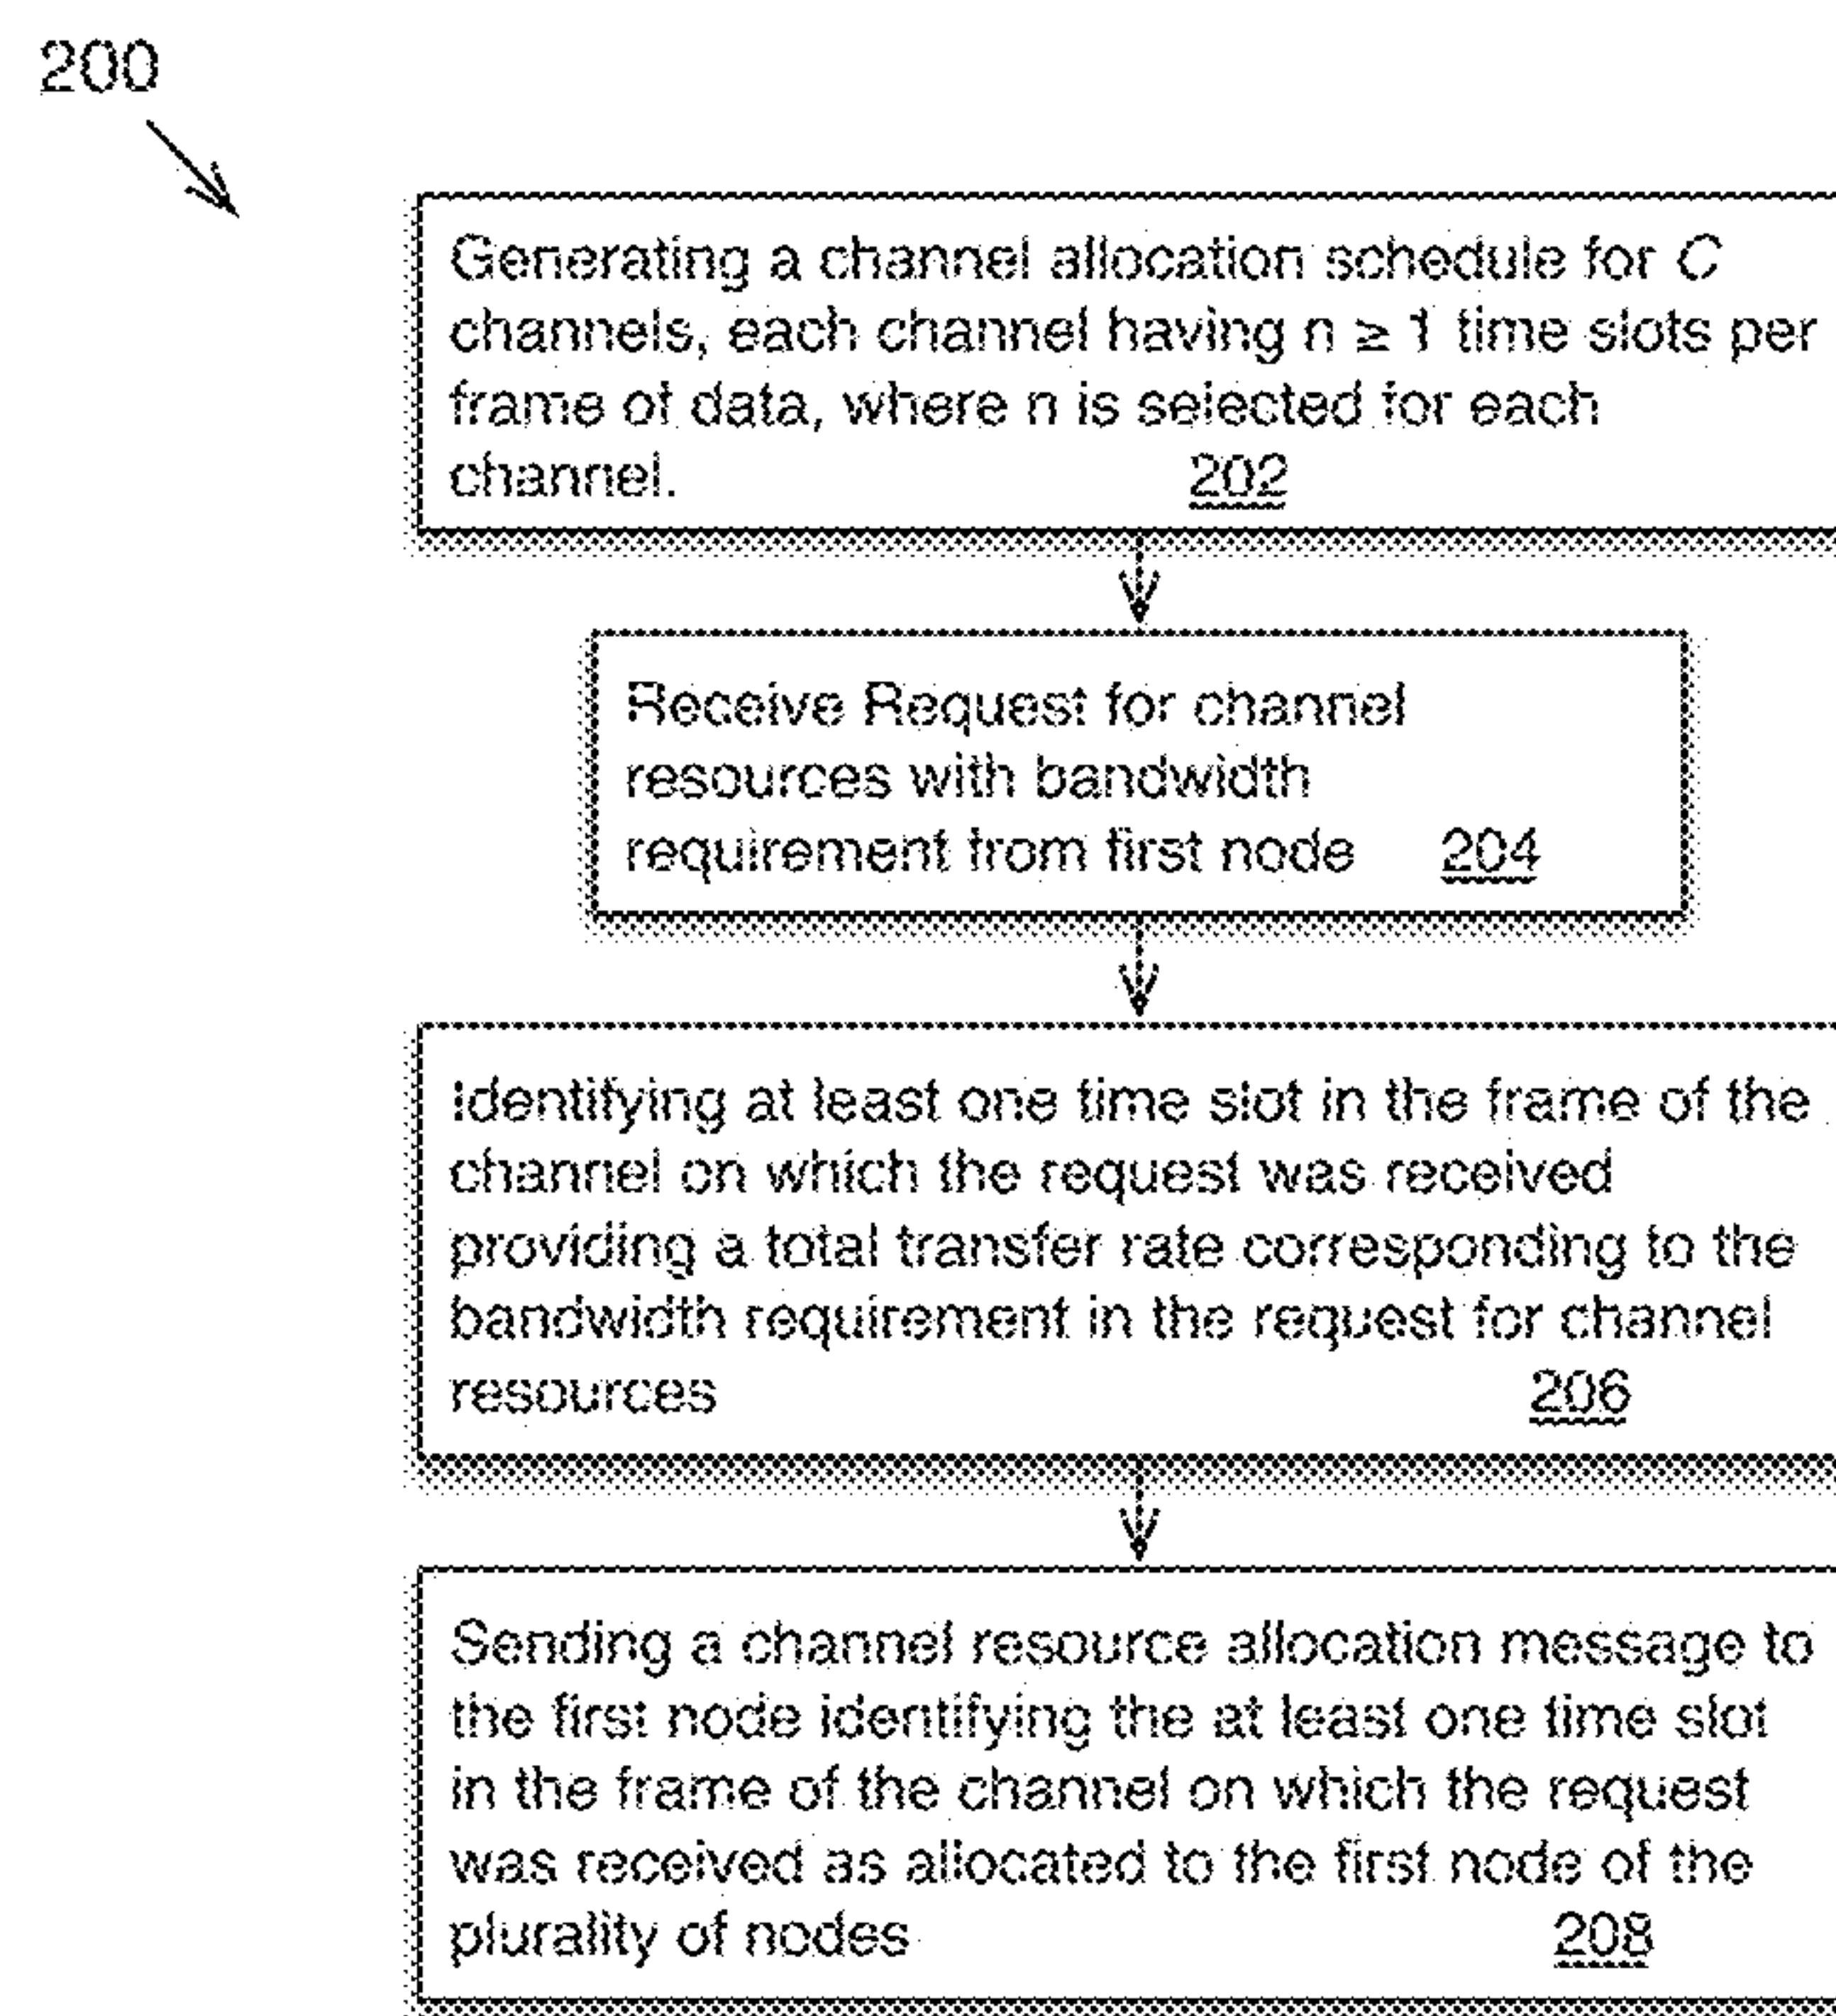 200
Generating a channel allocation schedule for C
channels, each channel having n ≥ 1 time slots per
frame of data, where n is selected for each
channel. 202
Receive Request for channel
resources with bandwidth
requirement from first node 204
Identifying at least one time slot in the frame of the
channel on which the request was received
providing a total transfer rate corresponding to the
bandwidth requirement in the request for channel
resources 206
Sending a channel resource allocation message to
the first node identifying the at least one time slot
in the frame of the channel on which the request
was received as allocated to the first node of the
plurality of nodes 208